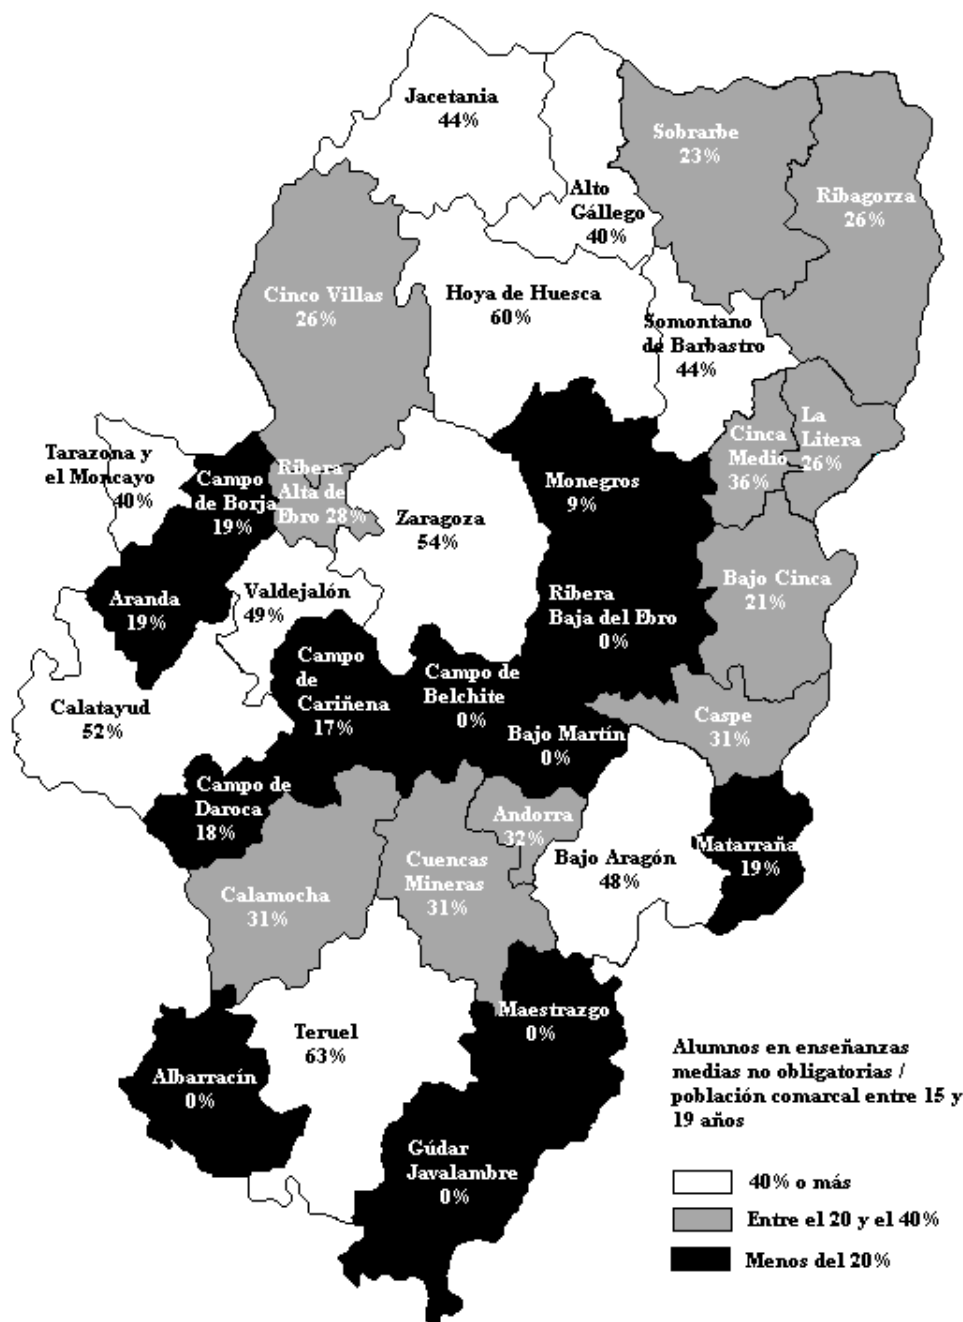 Jacetania
44%
Sobrarbe
23%
Alto
Gállego
40%
Ribagorza
26%
Cinco Villas
26%
Hoya de Huesca
60%
Somontano
de Barbastro
44%
La
Litera
26%
Cinca
Medio
36%
Tarazona y
el Moncayo
40%
Campo
de Borja
19%
Ribera
Alta de
Ebro 28%
Zaragoza
54%
Monegros
9%
Bajo Cinca
21%
Aranda
19%
Valdejalón
49%
Ribera
Baja del Ebro
0%
Campo
de
Cariñena
17%
Campo de
Belchite
0%
Calatayud
52%
Bajo Martín
0%
Caspe
31%
Campo de
Daroca
18%
Andorra
32%
Matarraña
19%
Bajo Aragón
48%
Cuencas
Mineras
31%
Calamocha
31%
Maestrazgo
0%
Teruel
63%
Albarracín
0%
Gúdar
Javalambre
0%
Alumnos en enseñanzas
medias no obligatorias /
población comarcal entre 15 y
19 años
40% o más
Entre el 20 y el 40%
Menos del 20%